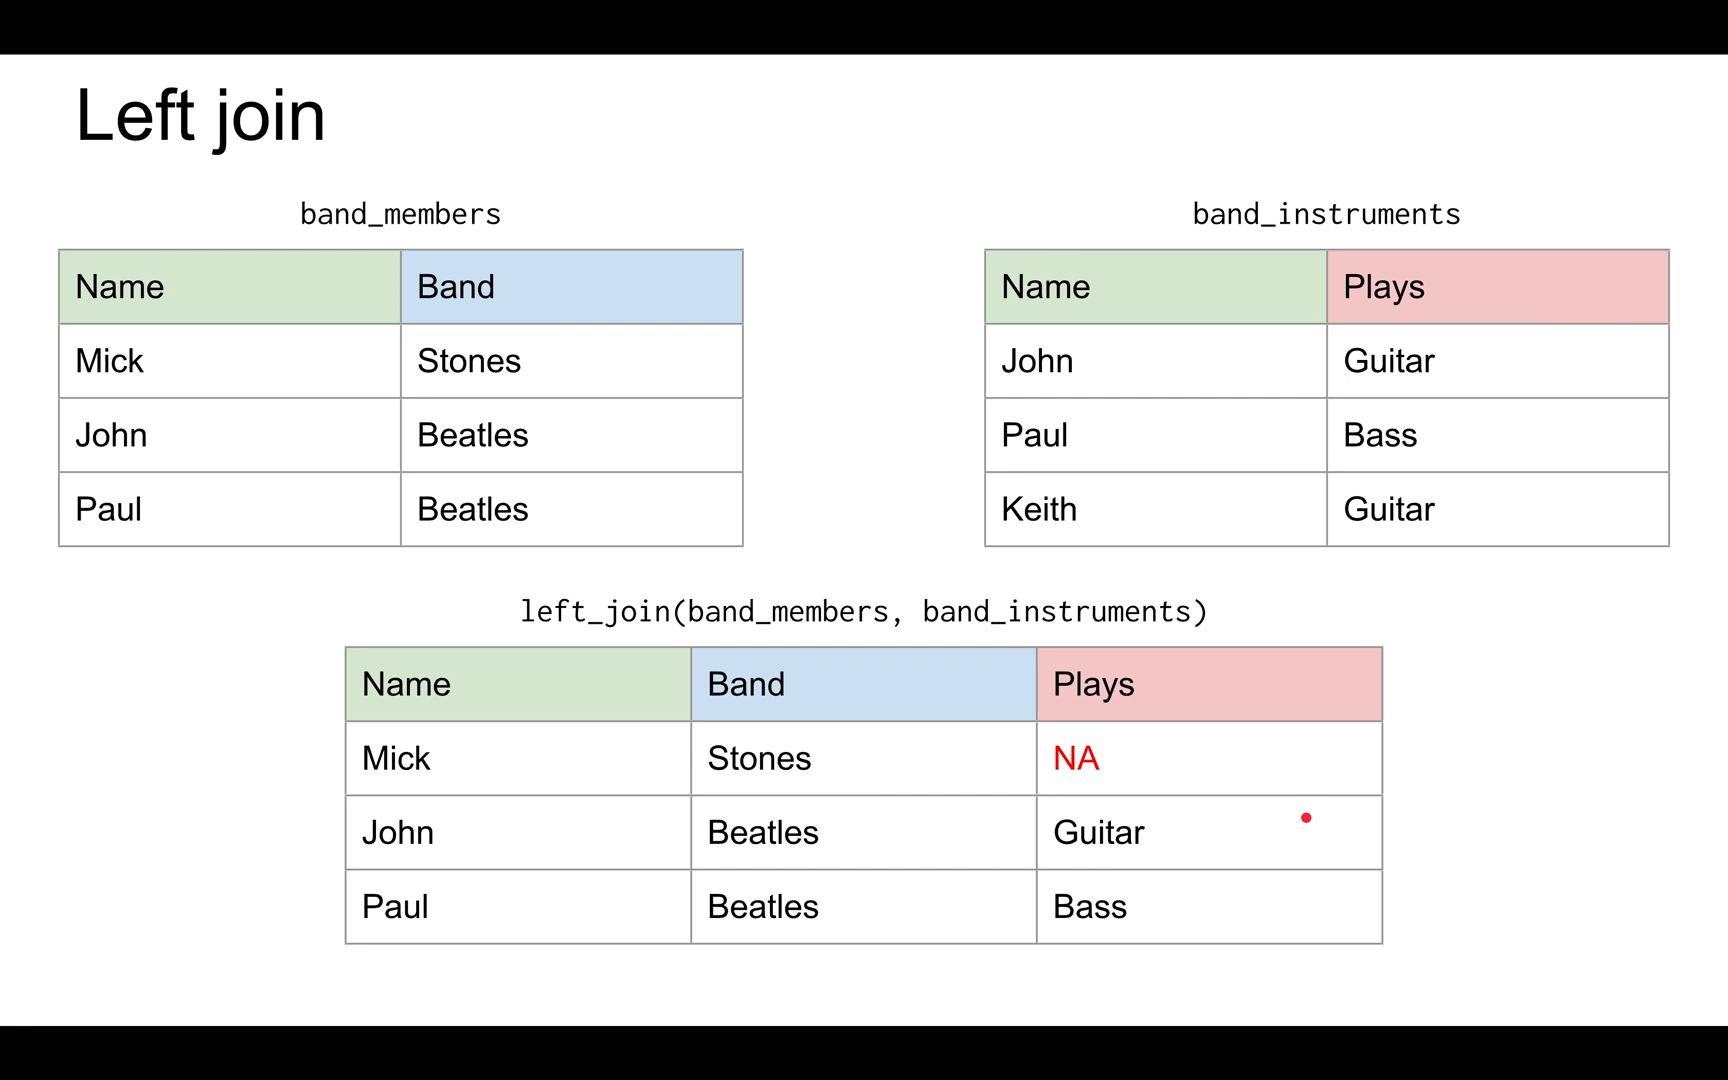 Left join
band_members
Name Band
Mick Stones
John Beatles
Paul Beatles
band_instruments
Name Plays
John Guitar
Paul Bass
Keith Guitar
left_join(band_members, band_instruments)
Name Band Plays
Mick Stones NA
John Beatles Guitar
Paul Beatles Bass